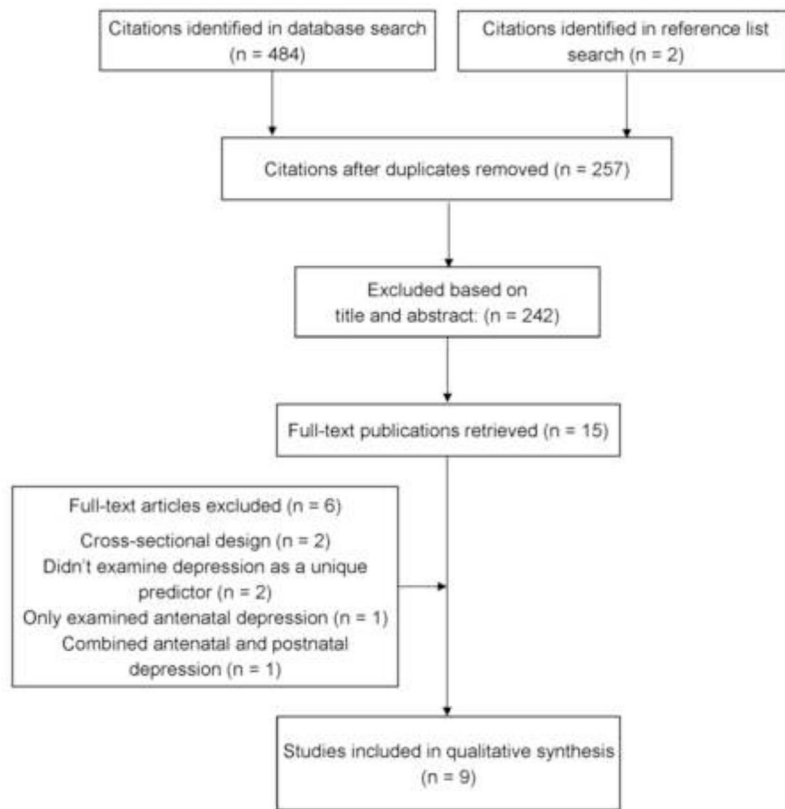 Citations identified in database search
(n = 484)
Citations identified in reference list
search (n = 2)
Citations after duplicates removed (n = 257)
Excluded based on
title and abstract: (n = 242)
Full-text publications retrieved (n = 15)
Full-text articles excluded (n = 6)
Cross-sectional design (n = 2)
Didn't examine depression as a unique
predictor (n = 2)
Only examined antenatal depression (n = 1)
Combined antenatal and postnatal
depression (n = 1)
Studies included in qualitative synthesis
(n = 9)